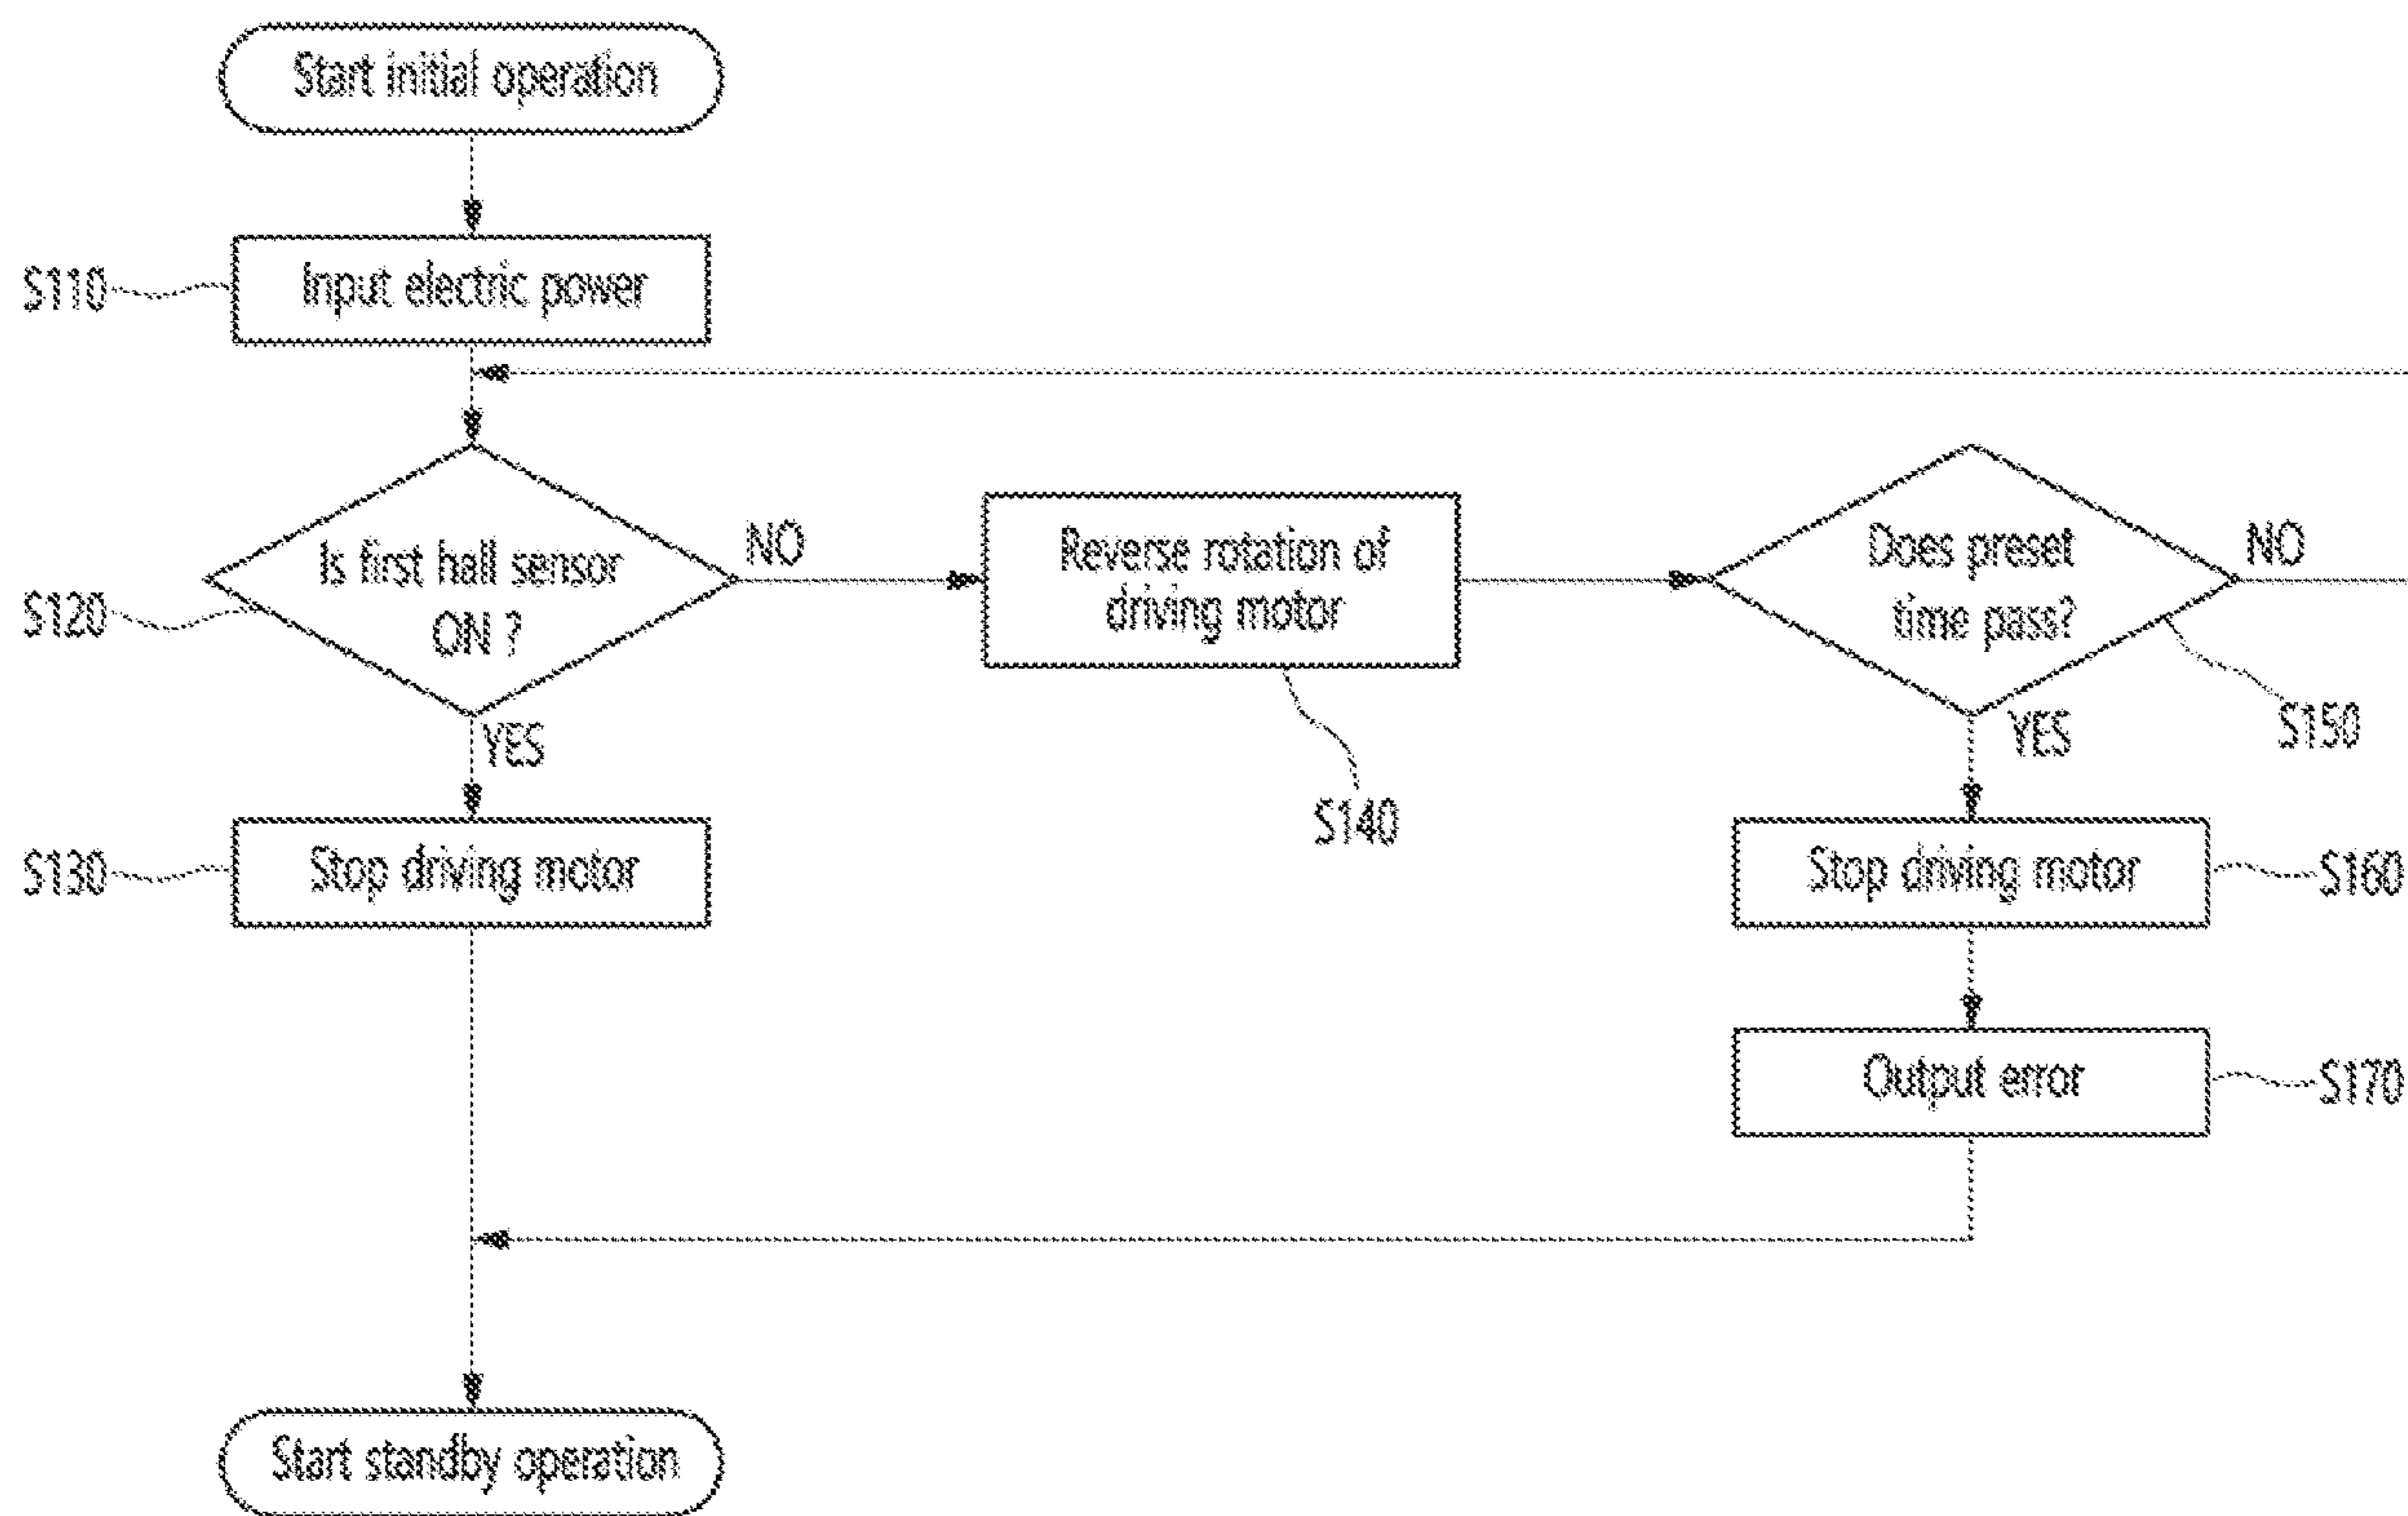 Start initial operation
S110
Input electric power
S120
Is first hall sensor
ON ?
NO
YES
Reverse rotation of
driving motor
S140
Does preset
time pass?
NO
YES
S150
S130
Stop driving motor
Stop driving motor
S160
Output error
S170
Start standby operation